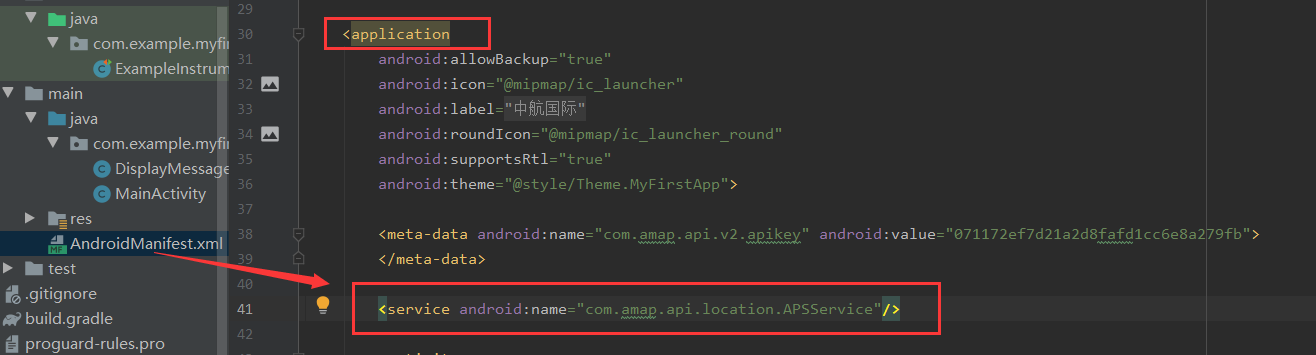 java
com.example.myfir
ExampleInstrum
main
java
com.example.myfir
DisplayMessage
MainActivity
res
AndroidManifest.xml
test
.gitignore
build.gradle
proguard-rules.pro
29
30 <application
31 android:allowBackup="true"
32 android:icon="@mipmap/ic_launcher"
33 android:label="中航国际"
34 android:roundIcon="@mipmap/ic_launcher_round"
35 android:supportsRtl="true"
36 android:theme="@style/Theme.MyFirstApp">
37
38 <meta-data android:name="com.amap.api.v2.apikey" android:value="071172ef7d21a2d8fafd1cc6e8a279fb">
39 </meta-data>
40
41 <service android:name="com.amap.api.location.APSService"/>
42